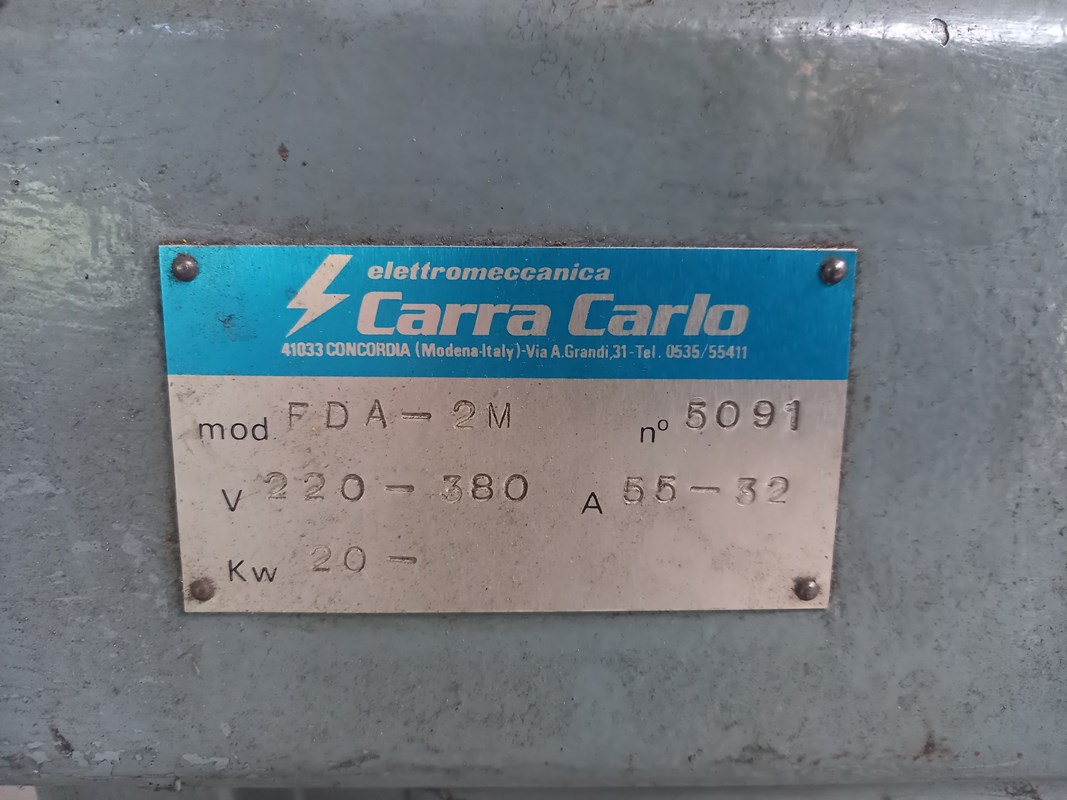 elettromeccanica
Carra Carlo
41033 CONCORDIA (Modena-Italy)-Via A.Grandi,31-Tel. 0535/55411
mod. FDA-2M n° 5091
V 220-380 A 55-32
Kw 20-